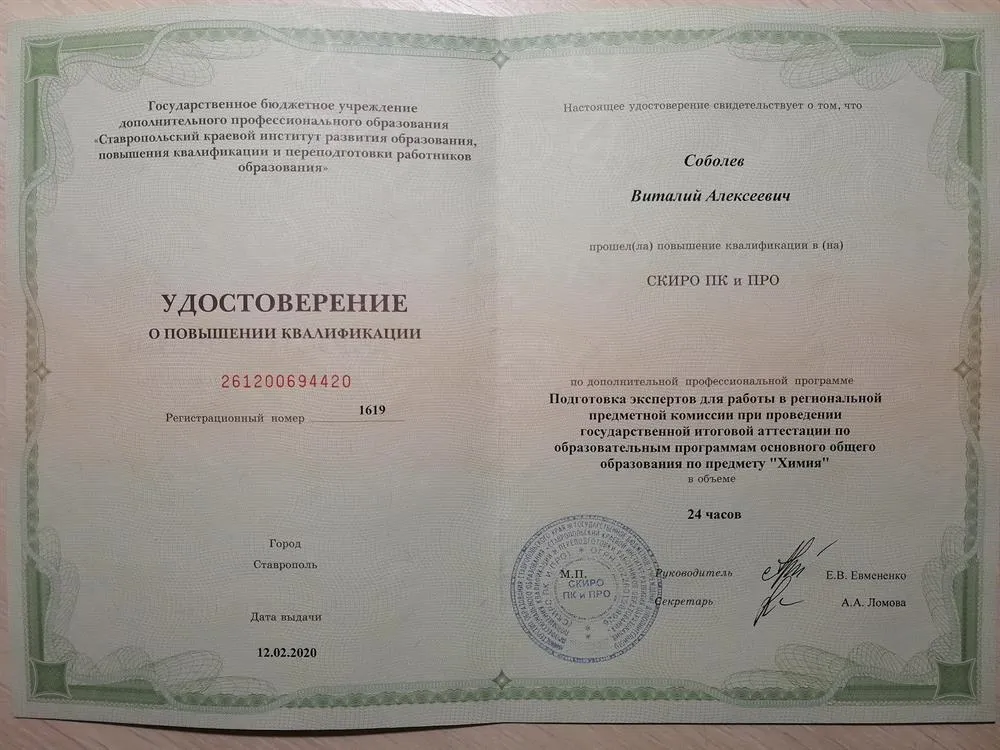 Государственное бюджетное учреждение
дополнительного профессионального образования
«Ставропольский краевой институт развития образования,
повышения квалификации и переподготовки работников
образования»
УДОСТОВЕРЕНИЕ
О ПОВЫШЕНИИ КВАЛИФИКАЦИИ
261200694420
Регистрационный номер 1619
Город
Ставрополь
Дата выдачи
12.02.2020
Настоящее удостоверение свидетельствует о том, что
Соболев
Виталий Алексеевич
прошел(ла) повышение квалификации в (на)
СКИРО ПК и ПРО
по дополнительной профессиональной программе
Подготовка экспертов для работы в региональной
предметной комиссии при проведении
государственной итоговой аттестации по
образовательным программам основного общего
образования по предмету "Химия"
в объеме
24 часов
М.П.
Руководитель Е.В. Евмененко
Секретарь А.А. Ломова
СКИРО
ПК и ПРО